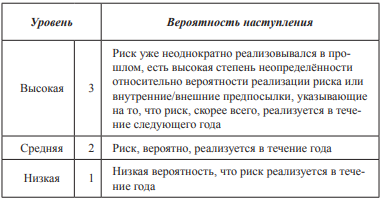 Уровень Вероятность наступления
Риск уже неоднократно реализовывался в про-
шлом, есть высокая степень неопределённости
относительно вероятности реализации риска или
Высокая 3 внутренние/внешние предпосылки, указывающие
на то, что риск, скорее всего, реализуется в тече-
ние следующего года
Средняя 2 Риск, вероятно, реализуется в течение года
Низкая 1 Низкая вероятность, что риск реализуется в тече-
ние года